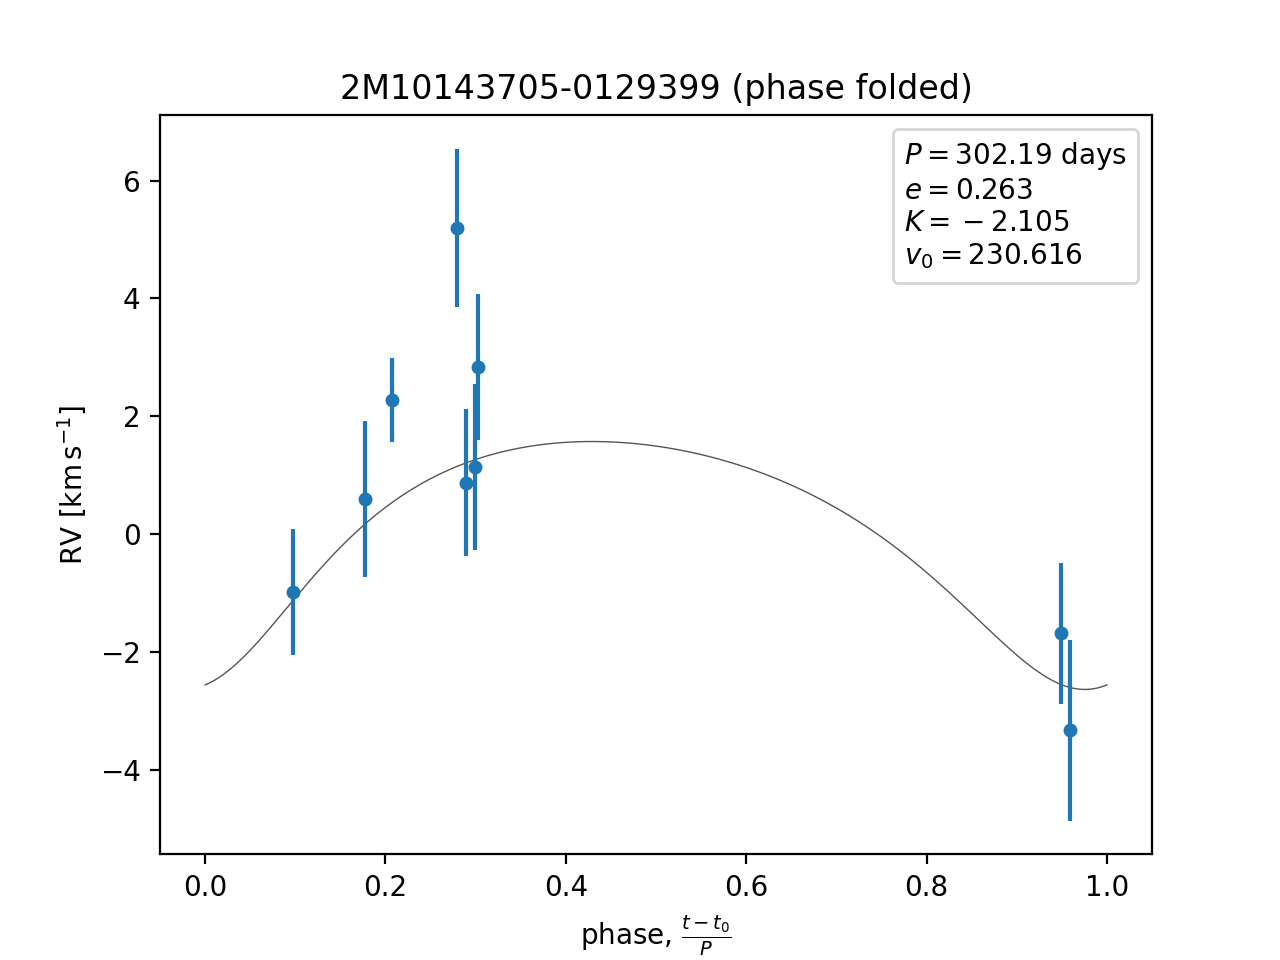 2M10143705-0129399 (phase folded)
P = 302.19 days
e = 0.263
K = −2.105
v₀ = 230.616
RV [km s⁻¹]
6
4
2
0
−2
−4
0.0 0.2 0.4 0.6 0.8 1.0
phase, (t − t₀)/P